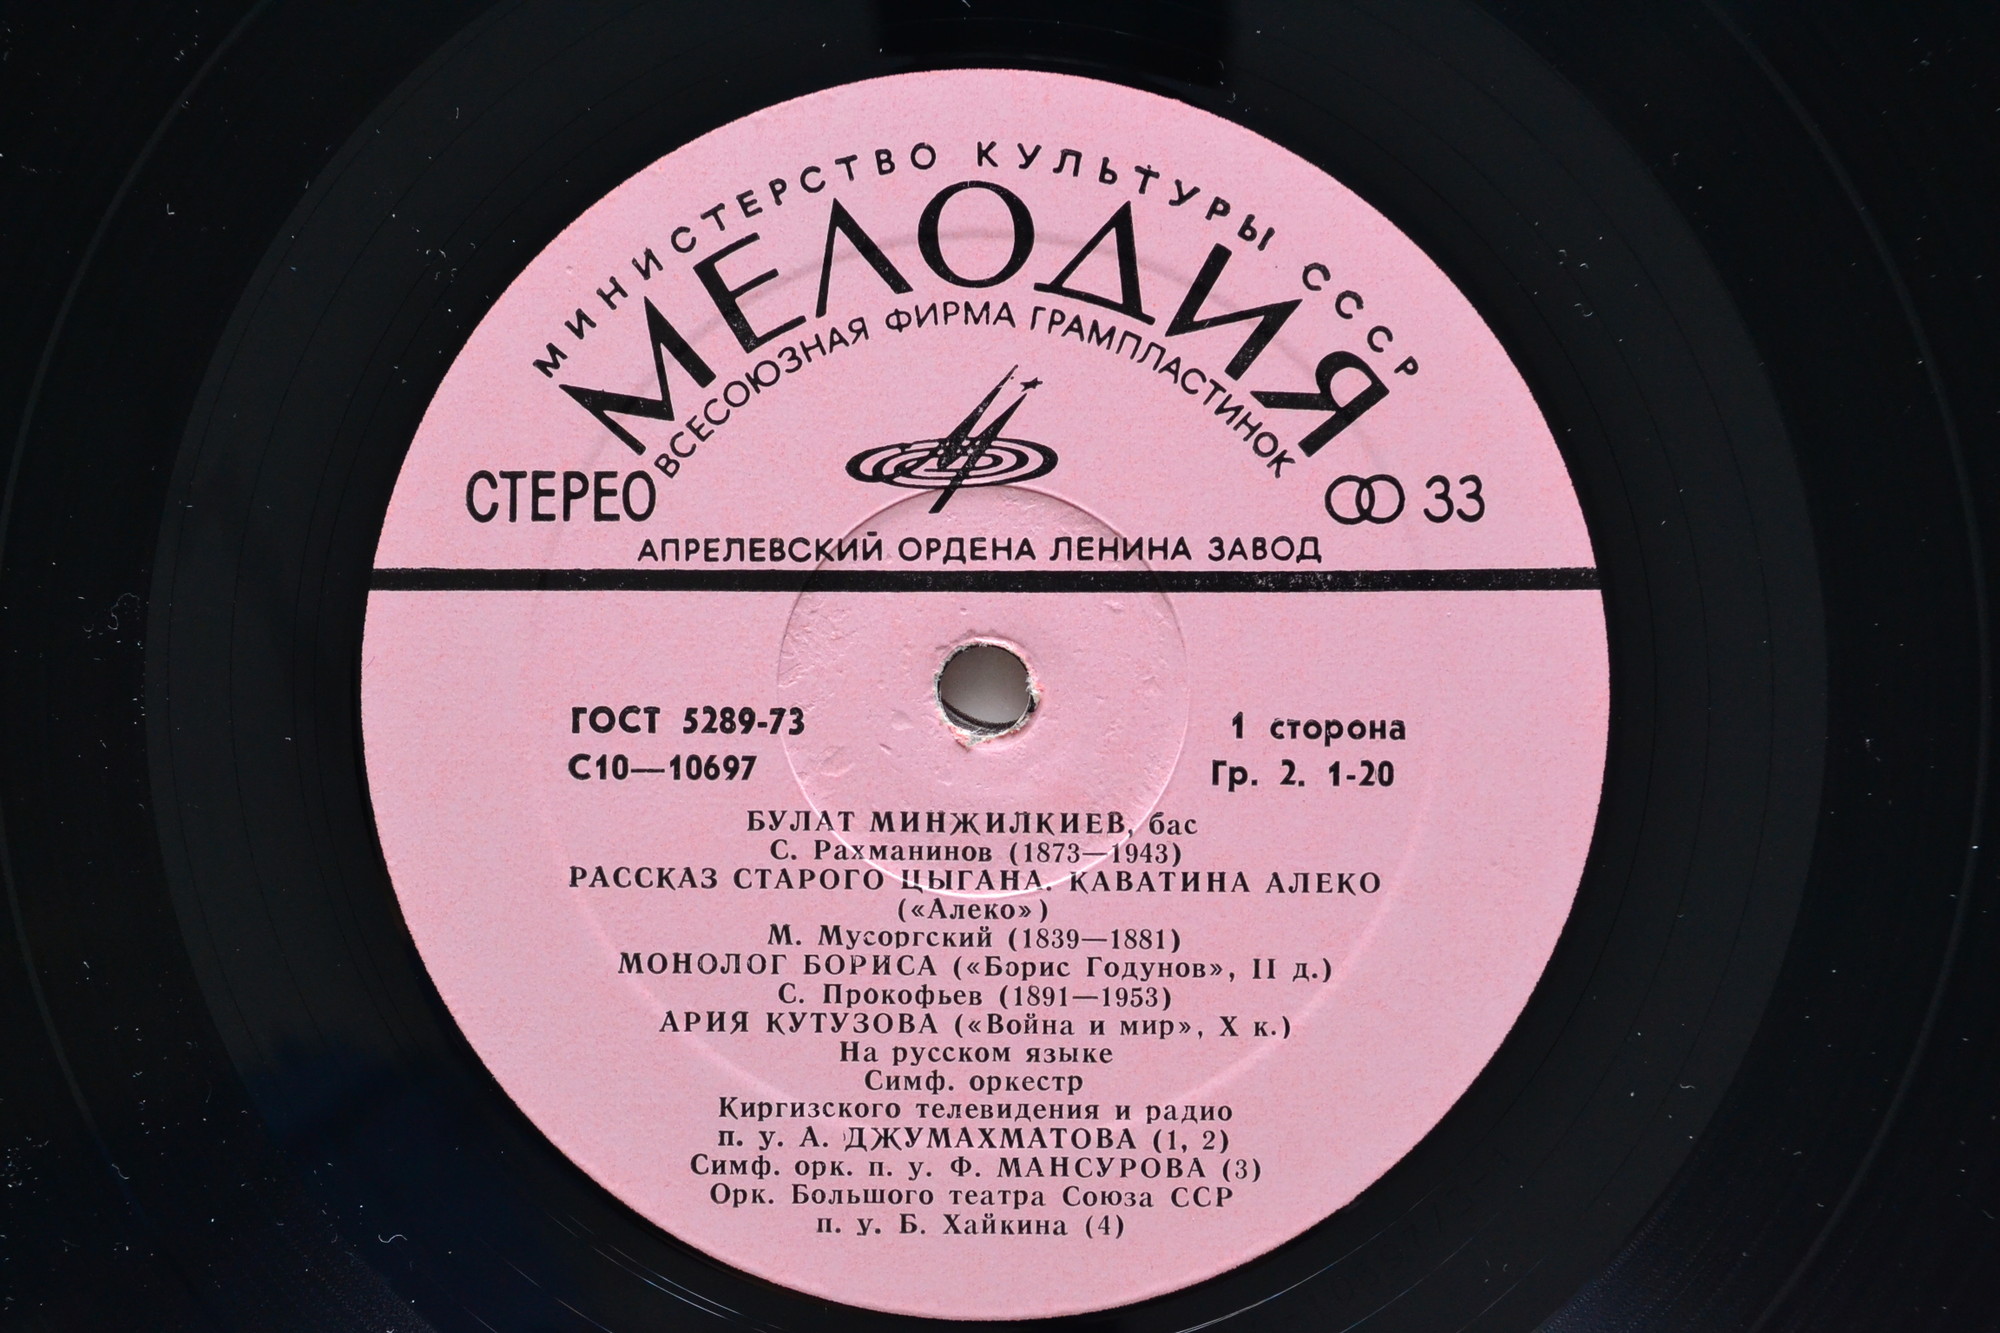 МИНИСТЕРСТВО КУЛЬТУРЫ СССР
МЕЛОДИЯ
ВСЕСОЮЗНАЯ ФИРМА ГРАМПЛАСТИНОК
СТЕРЕО
33
АПРЕЛЕВСКИЙ ОРДЕНА ЛЕНИНА ЗАВОД
ГОСТ 5289-73
1 сторона
С10—10697
Гр. 2. 1-20
БУЛАТ МИНЖИЛКИЕВ, бас
С. Рахманинов (1873—1943)
РАССКАЗ СТАРОГО ЦЫГАНА. КАВАТИНА АЛЕКО
(«Алеко»)
М. Мусоргский (1839—1881)
МОНОЛОГ БОРИСА («Борис Годунов», II д.)
С. Прокофьев (1891—1953)
АРИЯ КУТУЗОВА («Война и мир», X к.)
На русском языке
Симф. оркестр
Киргизского телевидения и радио
п. у. А. ДЖУМАХМАТОВА (1, 2)
Симф. орк. п. у. Ф. МАНСУРОВА (3)
Орк. Большого театра Союза ССР
п. у. Б. Хайкина (4)